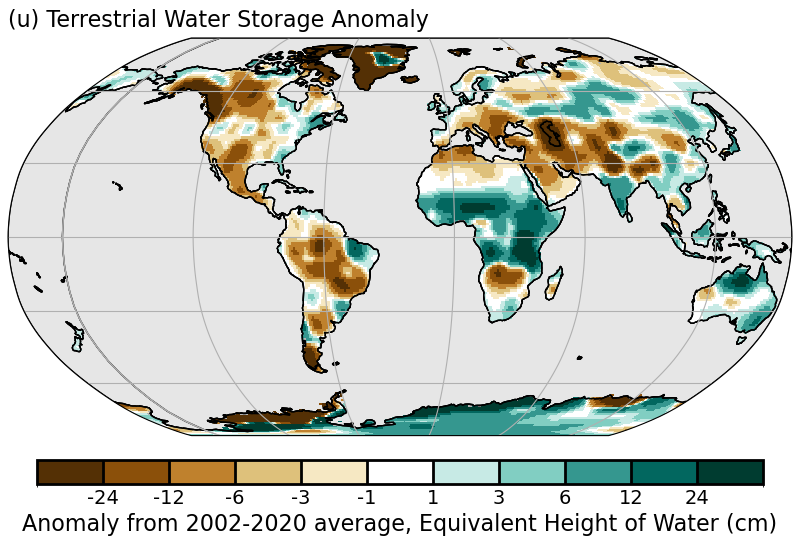 (u) Terrestrial Water Storage Anomaly
-24 -12 -6 -3 -1 1 3 6 12 24
Anomaly from 2002-2020 average, Equivalent Height of Water (cm)